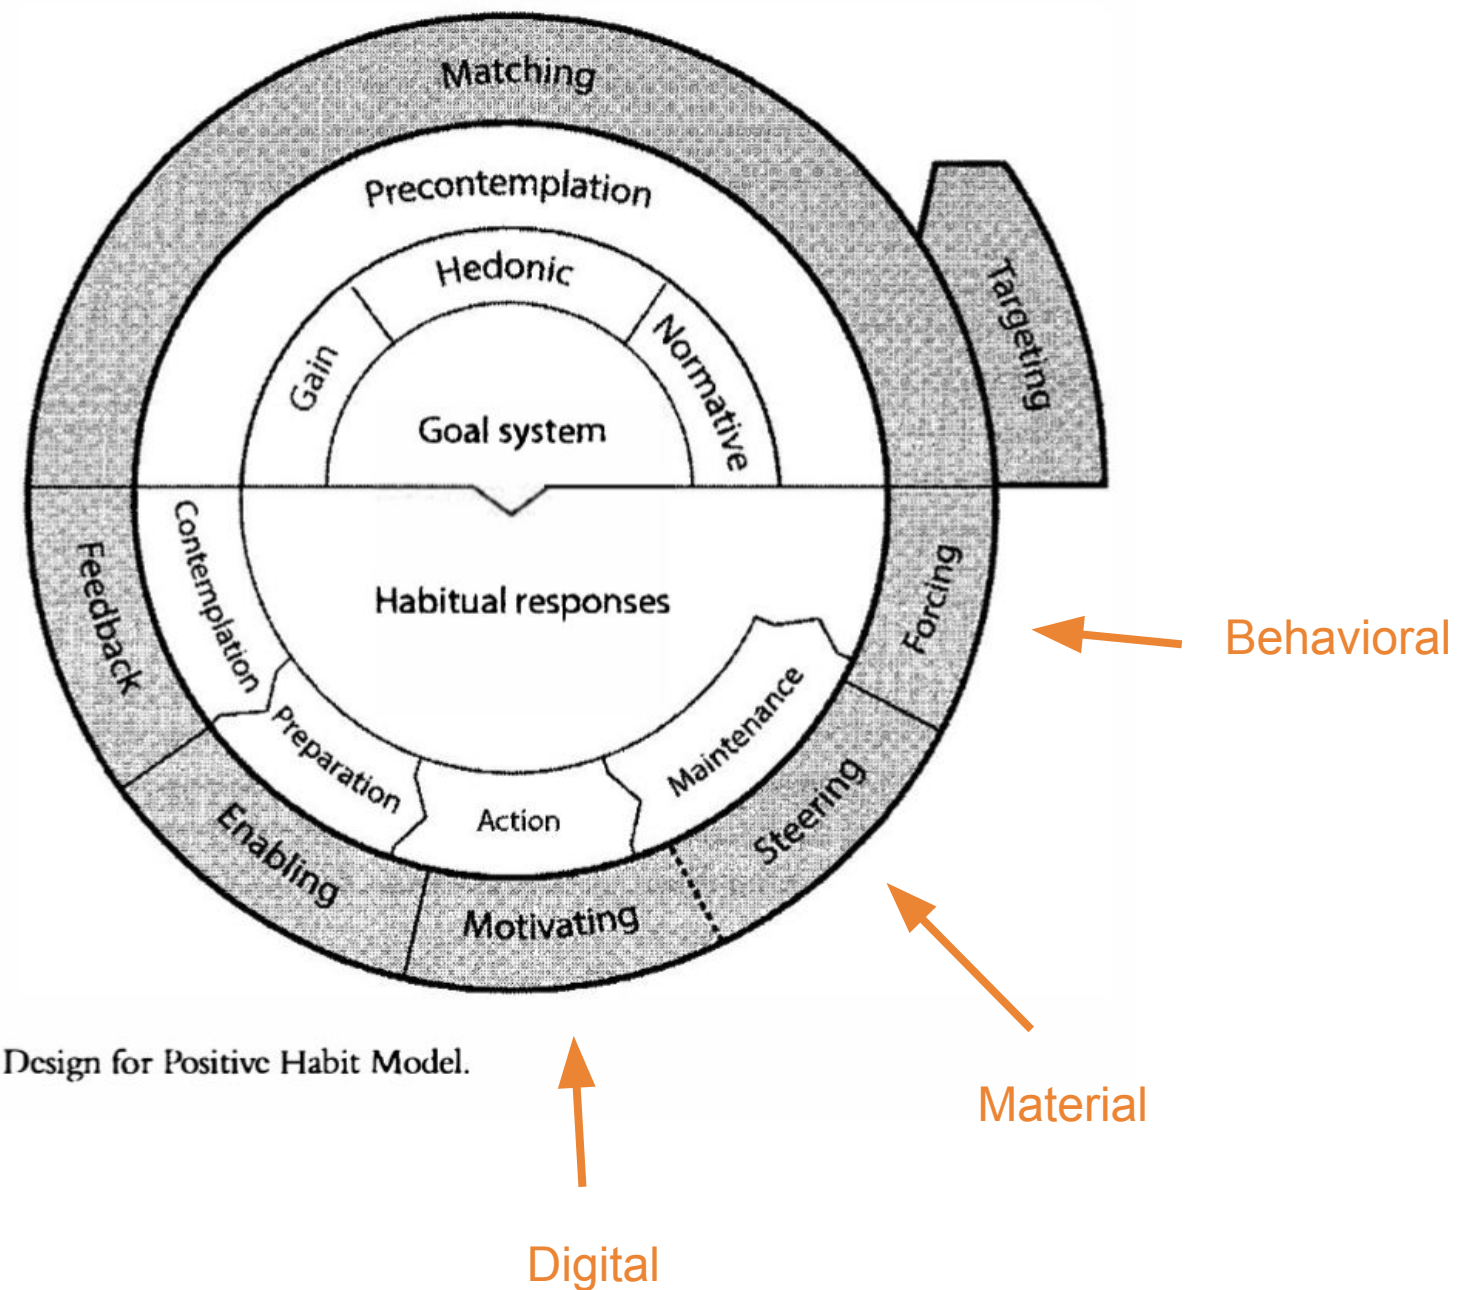 Matching
Precontemplation
Hedonic
Gain
Normative
Targeting
Goal system
Contemplation
Feedback
Habitual responses
Forcing
Behavioral
Preparation
Maintenance
Enabling
Action
Steering
Motivating
Design for Positive Habit Model.
Material
Digital